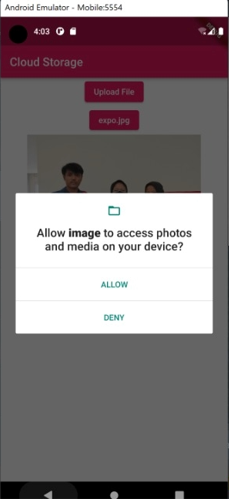 Android Emulator - Mobile:5554
4:03
Cloud Storage
Upload File
expo.jpg
Allow image to access photos
and media on your device?
ALLOW
DENY